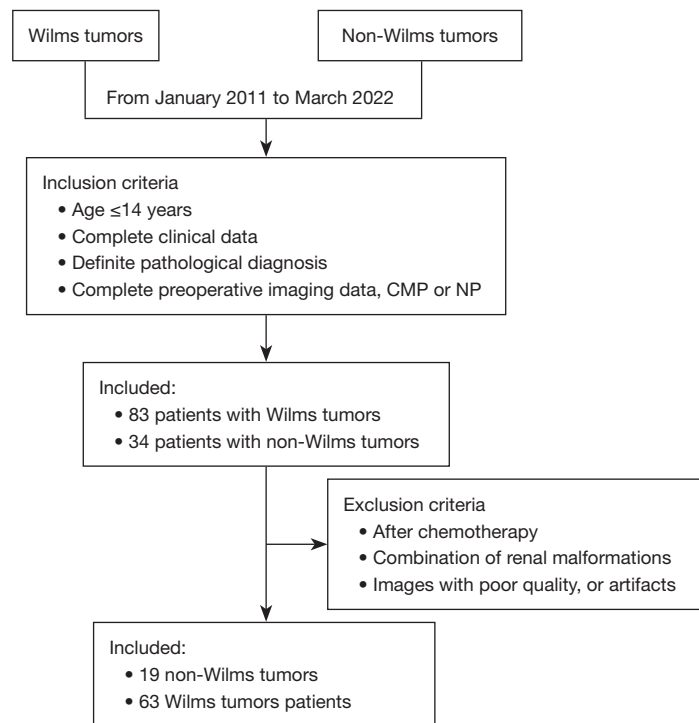 Wilms tumors
Non-Wilms tumors
From January 2011 to March 2022
Inclusion criteria
• Age ≤14 years
• Complete clinical data
• Definite pathological diagnosis
• Complete preoperative imaging data, CMP or NP
Included:
• 83 patients with Wilms tumors
• 34 patients with non-Wilms tumors
Exclusion criteria
• After chemotherapy
• Combination of renal malformations
• Images with poor quality, or artifacts
Included:
• 19 non-Wilms tumors
• 63 Wilms tumors patients